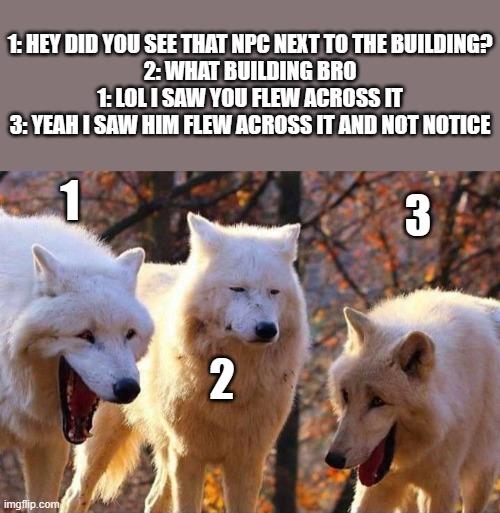 1: HEY DID YOU SEE THAT NPC NEXT TO THE BUILDING?
2: WHAT BUILDING BRO
1: LOL I SAW YOU FLEW ACROSS IT
3: YEAH I SAW HIM FLEW ACROSS IT AND NOT NOTICE
1
3
2
imgflip.com